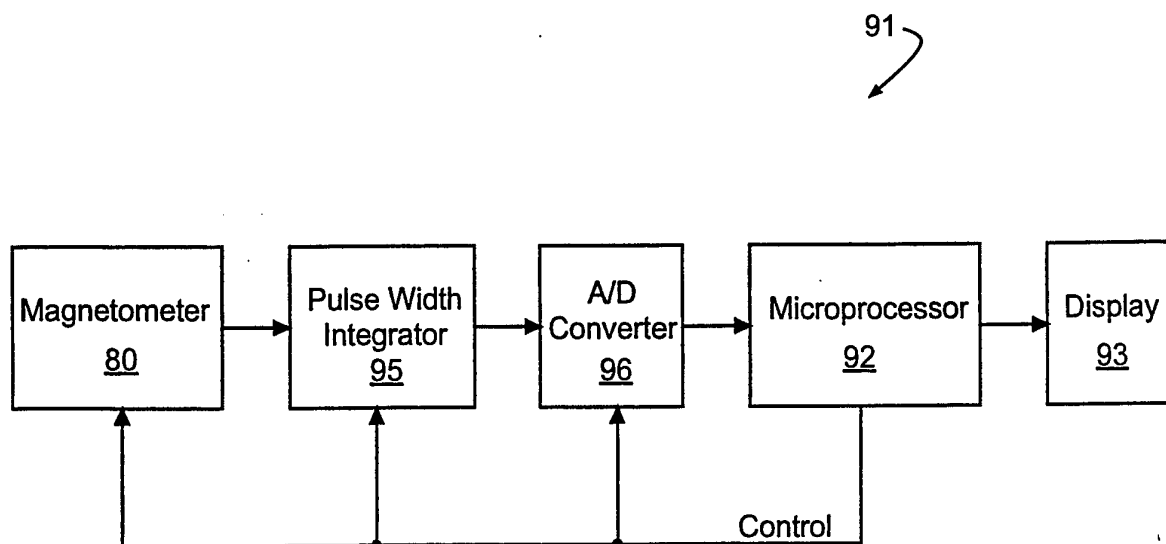 91
Magnetometer
80
Pulse Width
Integrator
95
A/D
Converter
96
Microprocessor
92
Display
93
Control